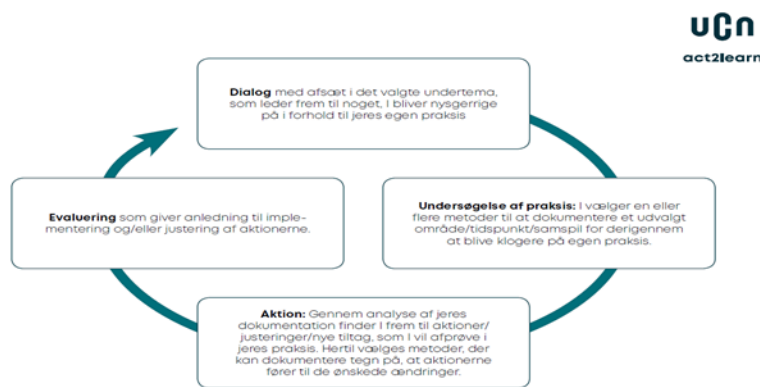 UCN
act2learn
Dialog med afsæt i det valgte undertema,
som leder frem til noget, I bliver nysgerrige
på i forhold til jeres egen praksis
Evaluering som giver anledning til imple-
mentering og/eller justering af aktionerne.
Undersøgelse af praksis: I vælger en eller
flere metoder til at dokumentere et udvalgt
område/tidspunkt/samspil for derigennem
at blive klogere på egen praksis.
Aktion: Gennem analyse af jeres
dokumentation finder I frem til aktioner/
justeringer/nye tiltag, som I vil afprøve i
jeres praksis. Hertil vælges metoder, der
kan dokumentere tegn på, at aktionerne
fører til de ønskede ændringer.